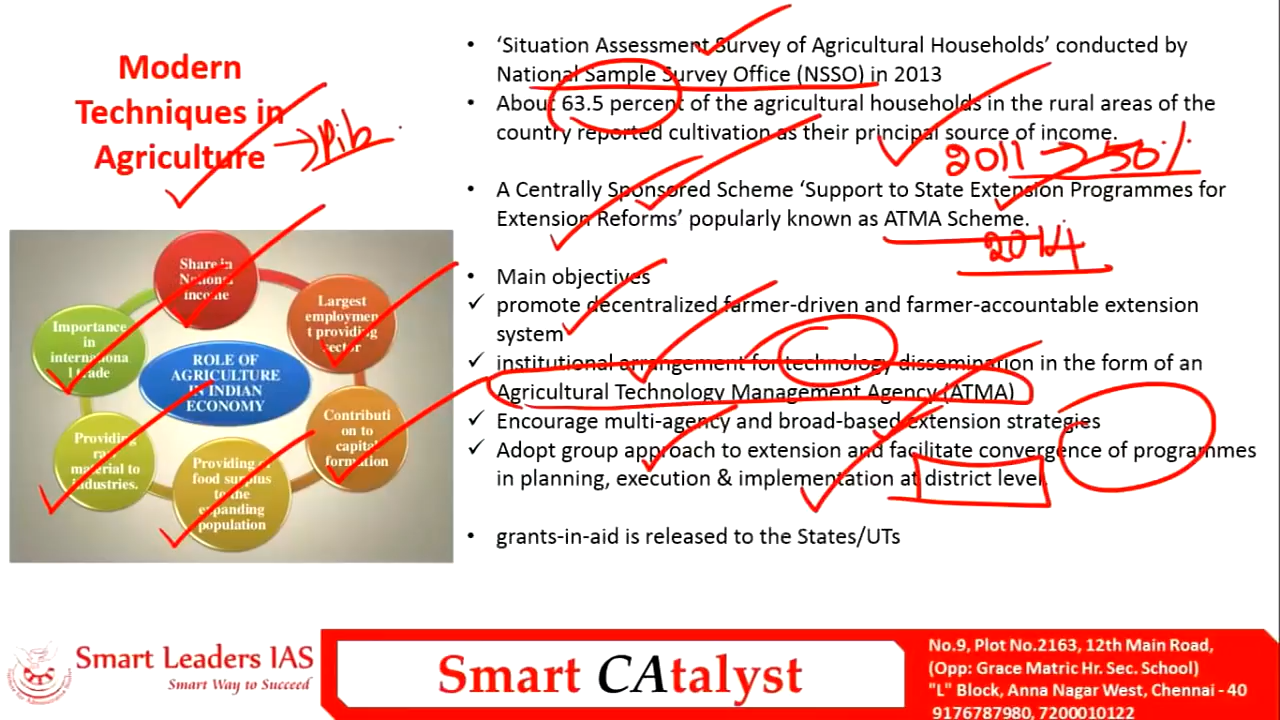 Modern
Techniques in
Agriculture
→Pib
Share in
National
income
Largest
employmen
t providing
sector
Importance
in
internationa
l trade
ROLE OF
AGRICULTURE
IN INDIAN
ECONOMY
Contributi
on to
capital
formation
Providing
raw
material to
industries.
Providing of
food surplus
to the
expanding
population
• ‘Situation Assessment Survey of Agricultural Households’ conducted by
National Sample Survey Office (NSSO) in 2013
• About 63.5 percent of the agricultural households in the rural areas of the
country reported cultivation as their principal source of income.
2011 → 50%
• A Centrally Sponsored Scheme ‘Support to State Extension Programmes for
Extension Reforms’ popularly known as ATMA Scheme.
2014
• Main objectives
✓ promote decentralized farmer-driven and farmer-accountable extension
system
✓ institutional arrangement for technology dissemination in the form of an
Agricultural Technology Management Agency (ATMA)
✓ Encourage multi-agency and broad-based extension strategies
✓ Adopt group approach to extension and facilitate convergence of programmes
in planning, execution & implementation at district level.
• grants-in-aid is released to the States/UTs
Smart Leaders IAS
Smart Way to Succeed
Smart CAtalyst
No.9, Plot No.2163, 12th Main Road,
(Opp: Grace Matric Hr. Sec. School)
"L" Block, Anna Nagar West, Chennai - 40
9176787980, 7200010122